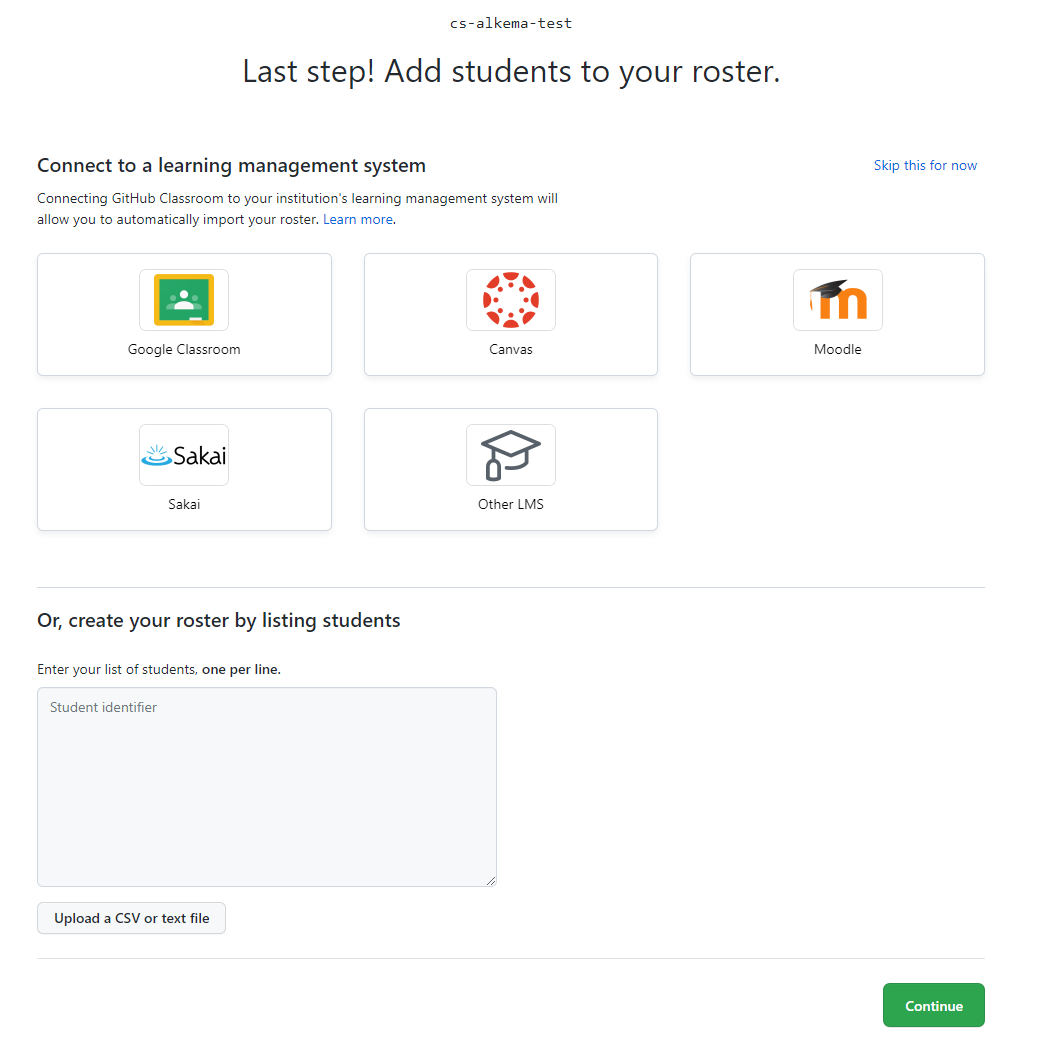 cs-alkema-test
Last step! Add students to your roster.
Connect to a learning management system
Skip this for now
Connecting GitHub Classroom to your institution's learning management system will
allow you to automatically import your roster. Learn more.
Google Classroom
Canvas
m
Moodle
Sakai
Sakai
Other LMS
Or, create your roster by listing students
Enter your list of students, one per line.
Student identifier
Upload a CSV or text file
Continue